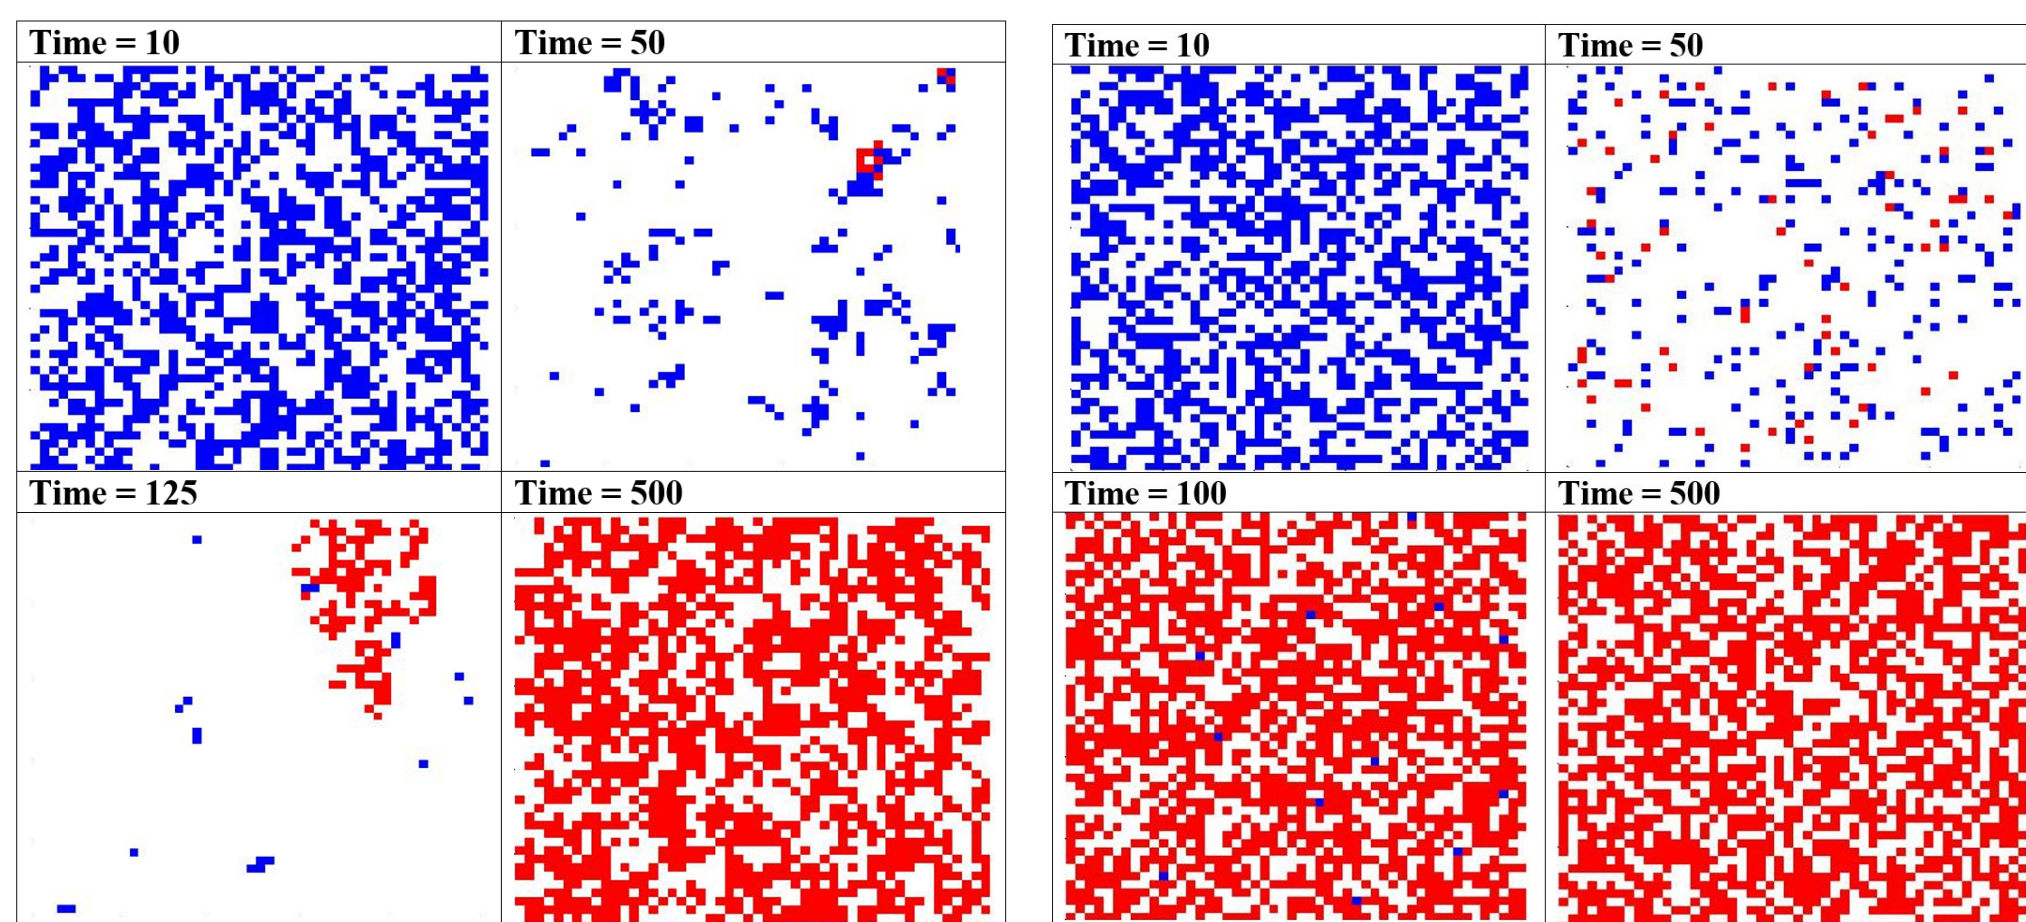 Time = 10
Time = 50
Time = 125
Time = 500
Time = 10
Time = 50
Time = 100
Time = 500